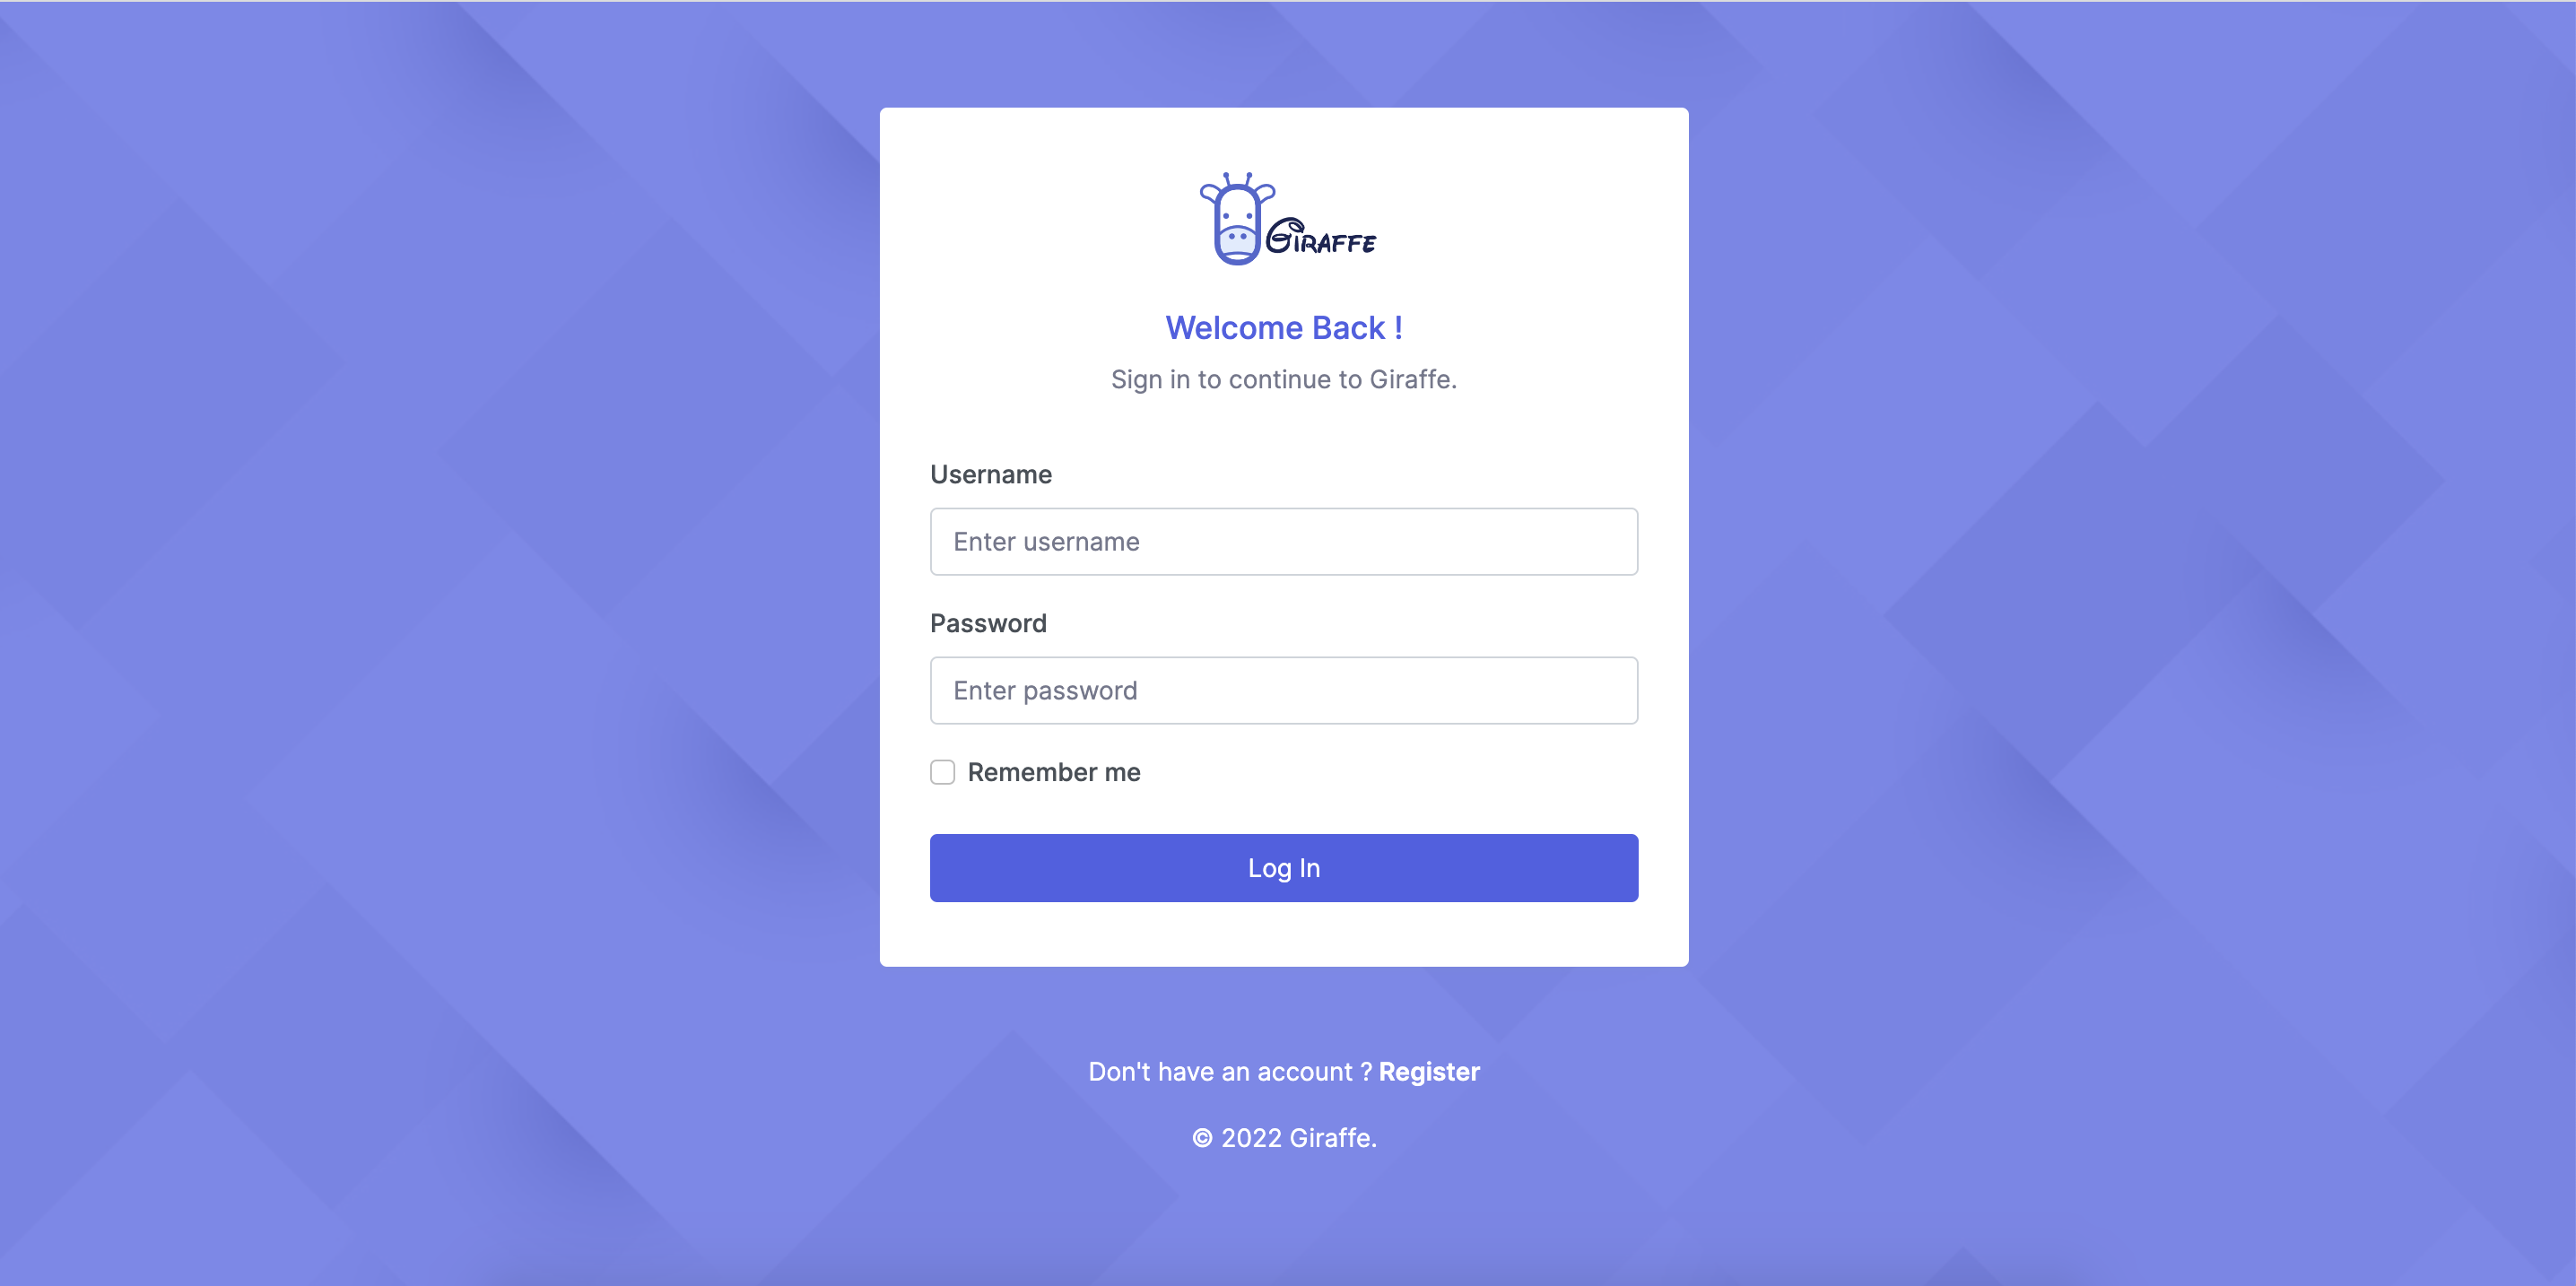 GIRAFFE
Welcome Back !
Sign in to continue to Giraffe.
Username
Enter username
Password
Enter password
Remember me
Log In
Don't have an account ? Register
© 2022 Giraffe.